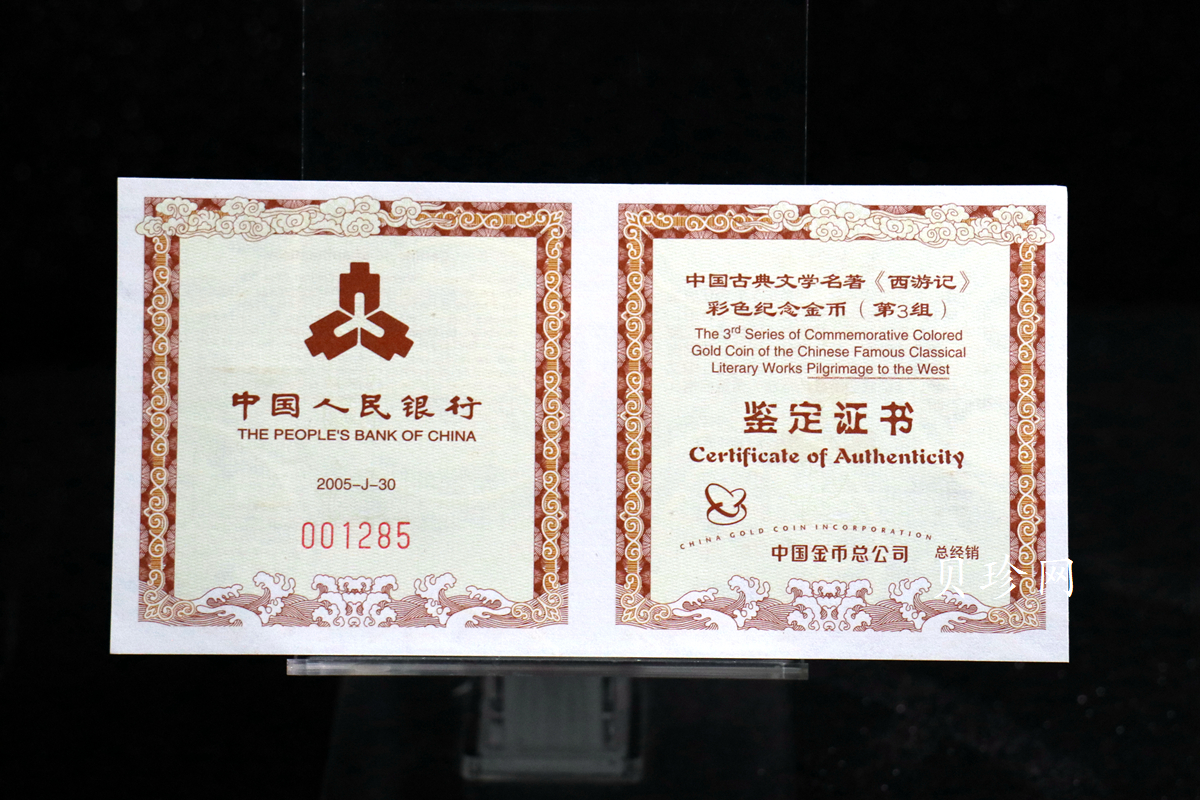 中国人民银行
THE PEOPLE'S BANK OF CHINA
2005-J-30
001285
中国古典文学名著《西游记》
彩色纪念金币（第3组）
The 3rd Series of Commemorative Colored
Gold Coin of the Chinese Famous Classical
Literary Works Pilgrimage to the West
鉴定证书
Certificate of Authenticity
CHINA GOLD COIN INCORPORATION
中国金币总公司 总经销
贝珍网